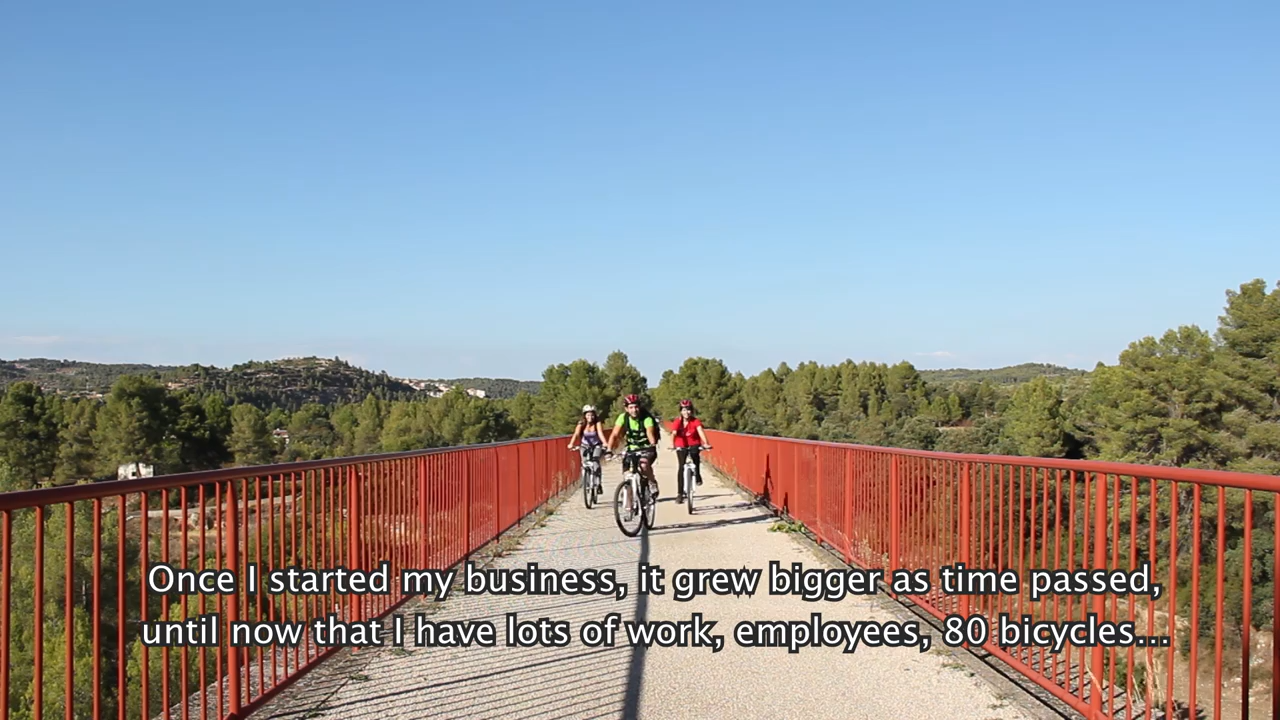 Once I started my business, it grew bigger as time passed,
until now that I have lots of work, employees, 80 bicycles...